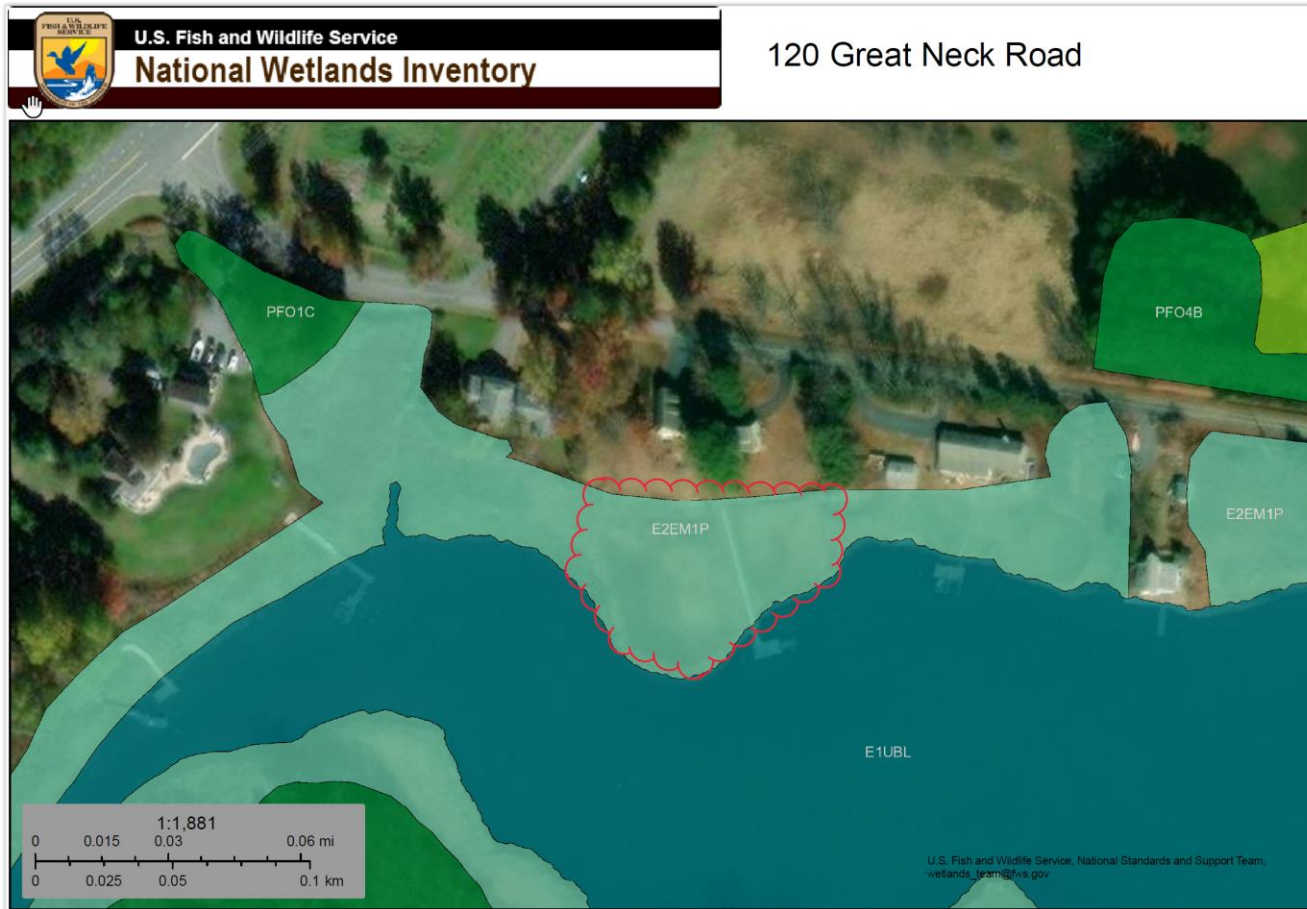 U.S.
FISH & WILDLIFE
SERVICE
U.S. Fish and Wildlife Service
National Wetlands Inventory
120 Great Neck Road
PFO1C
PFO4B
E2EM1P
E2EM1P
E1UBL
1:1,881
0 0.015 0.03 0.06 mi
0 0.025 0.05 0.1 km
U.S. Fish and Wildlife Service, National Standards and Support Team,
wetlands_team@fws.gov